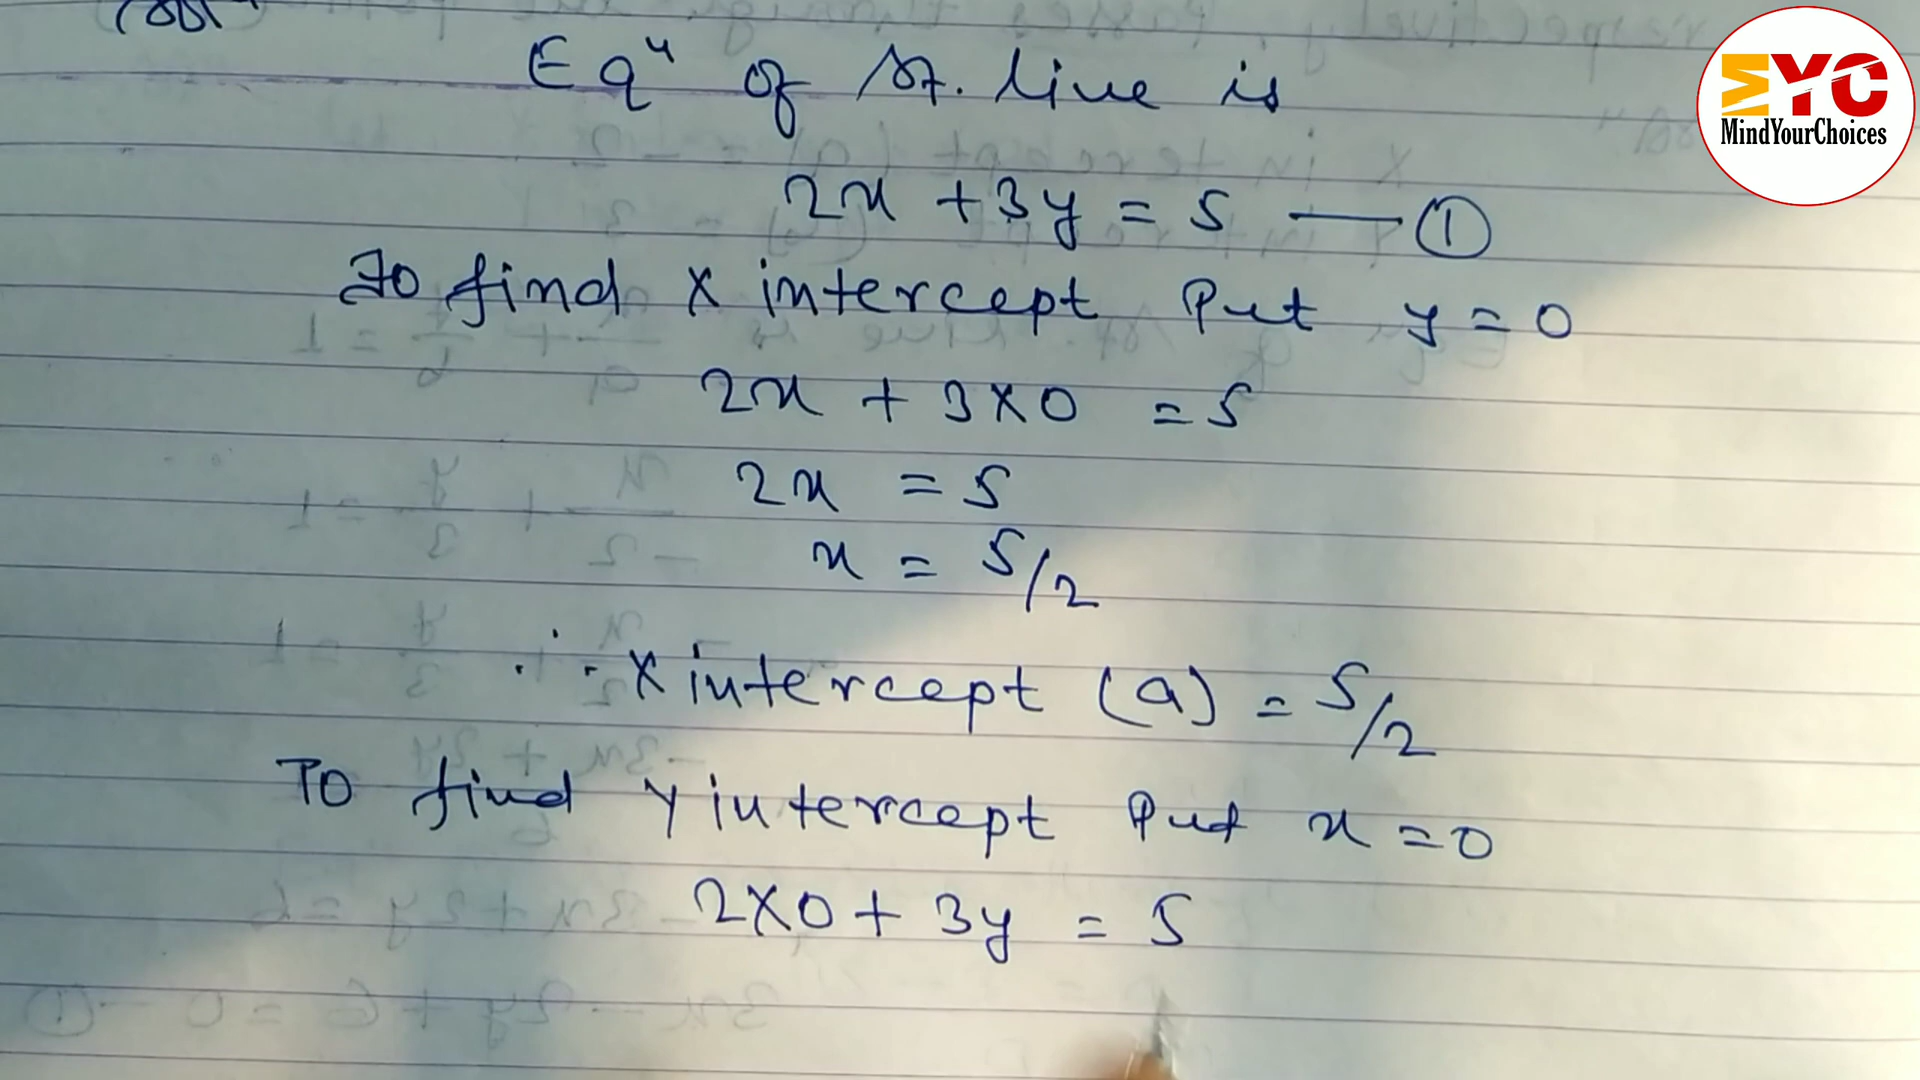 MYC
MindYourChoices
Eqn of St. line is
2x + 3y = 5 — ①
To find X intercept Put y = 0
2x + 3×0 = 5
2x = 5
x = 5/2
∴ X intercept (a) = 5/2
To find Y intercept Put x = 0
2×0 + 3y = 5